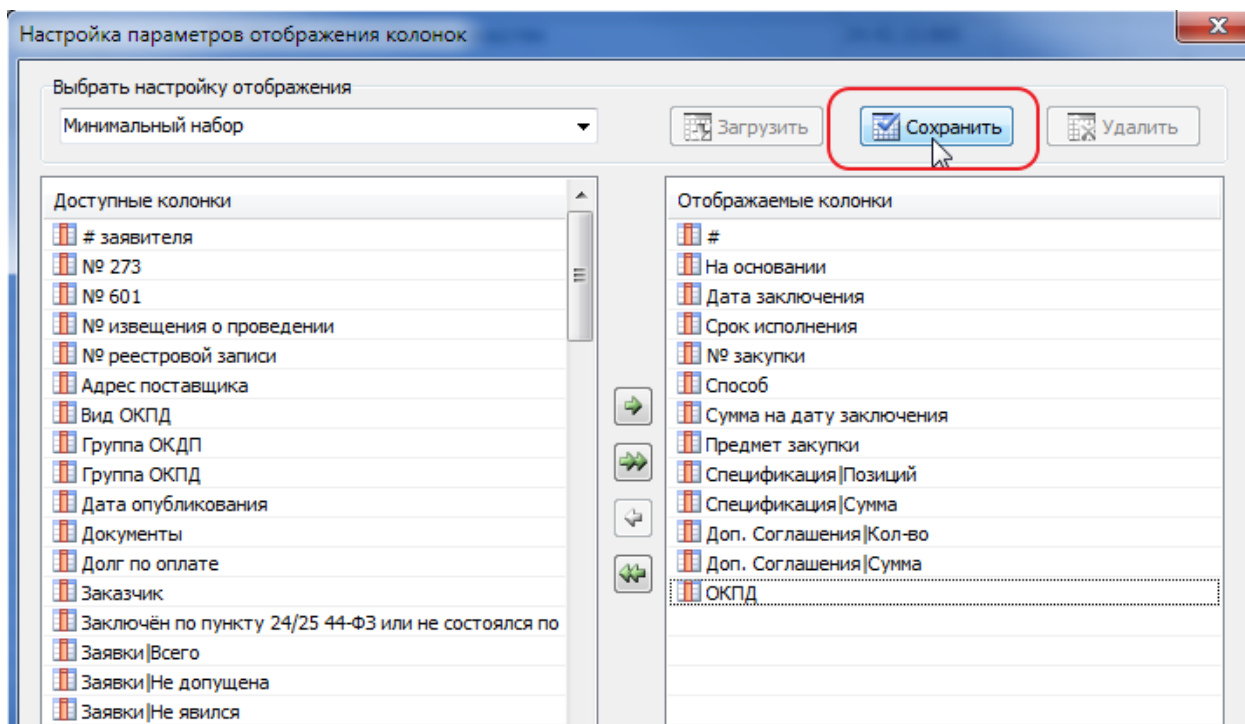 Настройка параметров отображения колонок
Выбрать настройку отображения
Минимальный набор
Загрузить
Сохранить
Удалить
Доступные колонки
# заявителя
№ 273
№ 601
№ извещения о проведении
№ реестровой записи
Адрес поставщика
Вид ОКПД
Группа ОКДП
Группа ОКПД
Дата опубликования
Документы
Долг по оплате
Заказчик
Заключён по пункту 24/25 44-ФЗ или не состоялся по
Заявки|Всего
Заявки|Не допущена
Заявки|Не явился
Отображаемые колонки
#
На основании
Дата заключения
Срок исполнения
№ закупки
Способ
Сумма на дату заключения
Предмет закупки
Спецификация|Позиций
Спецификация|Сумма
Доп. Соглашения|Кол-во
Доп. Соглашения|Сумма
ОКПД